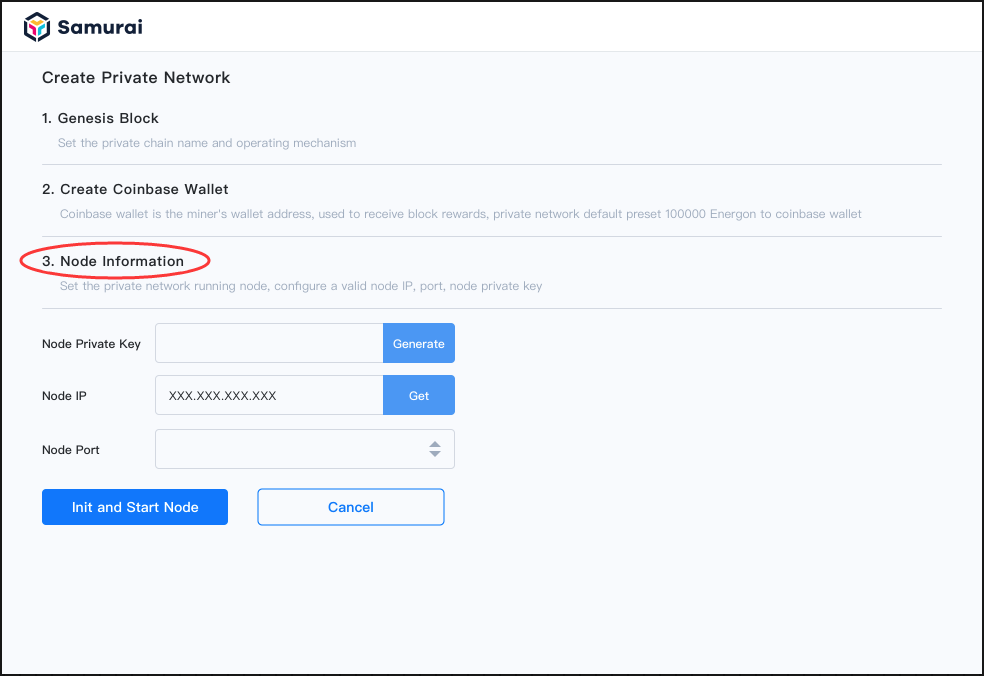 Samurai
Create Private Network
1. Genesis Block
Set the private chain name and operating mechanism
2. Create Coinbase Wallet
Coinbase wallet is the miner's wallet address, used to receive block rewards, private network default preset 100000 Energon to coinbase wallet
3. Node Information
Set the private network running node, configure a valid node IP, port, node private key
Node Private Key Generate
Node IP XXX.XXX.XXX.XXX Get
Node Port
Init and Start Node Cancel